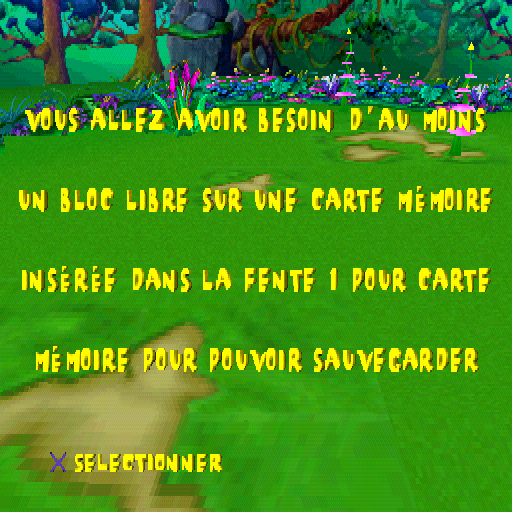 VOUS ALLEZ AVOIR BESOIN D'AU MOINS
UN BLOC LIBRE SUR UNE CARTE MÉMOIRE
INSÉRÉE DANS LA FENTE 1 POUR CARTE
MÉMOIRE POUR POUVOIR SAUVEGARDER
X SELECTIONNER